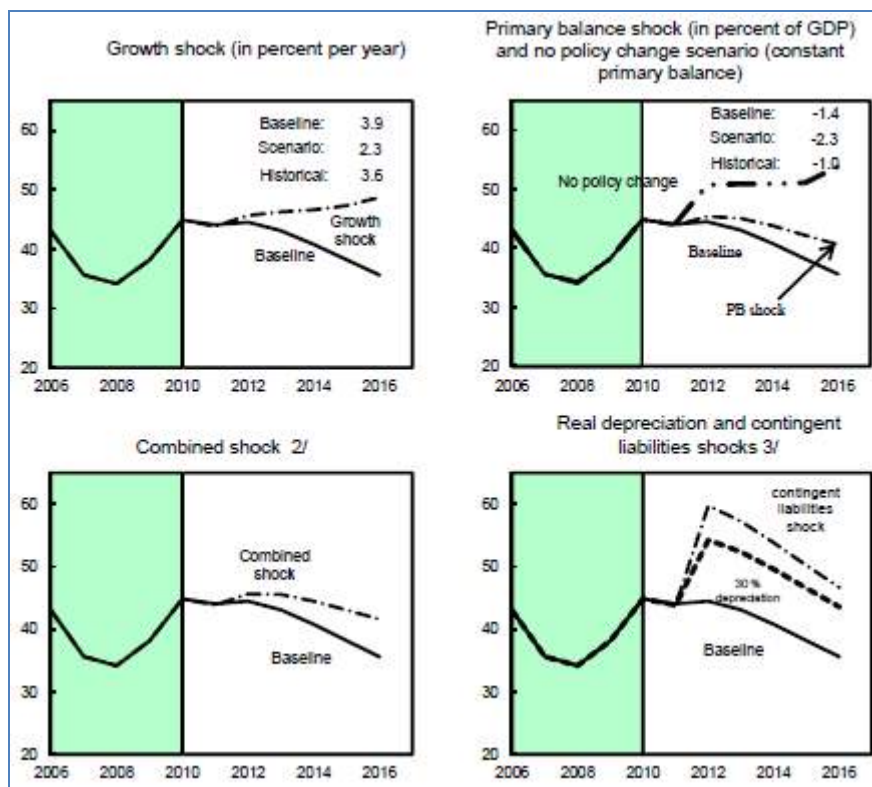 Growth shock (in percent per year)
60
50
40
30
20
2006 2008 2010 2012 2014 2016
Baseline: 3.9
Scenario: 2.3
Historical: 3.6
Growth
shock
Baseline
Primary balance shock (in percent of GDP)
and no policy change scenario (constant
primary balance)
60
50
40
30
20
2006 2008 2010 2012 2014 2016
Baseline: -1.4
Scenario: -2.3
Historical: -1.0
No policy change
Baseline
PB shock
Combined shock 2/
60
50
40
30
20
2006 2008 2010 2012 2014 2016
Combined
shock
Baseline
Real depreciation and contingent
liabilities shocks 3/
60
50
40
30
20
2006 2008 2010 2012 2014 2016
contingent
liabilities
shock
30 %
depreciation
Baseline